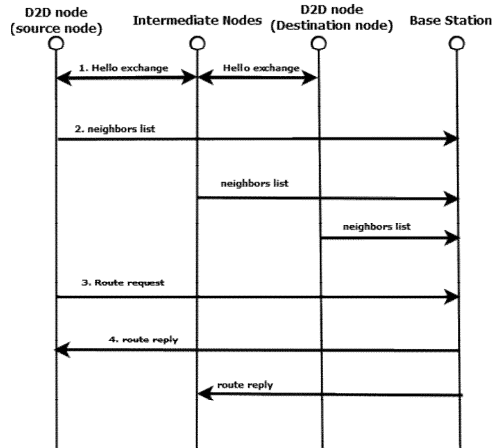 D2D node
(source node)
Intermediate Nodes
D2D node
(Destination node)
Base Station
1. Hello exchange
Hello exchange
2. neighbors list
neighbors list
neighbors list
3. Route request
4. route reply
route reply